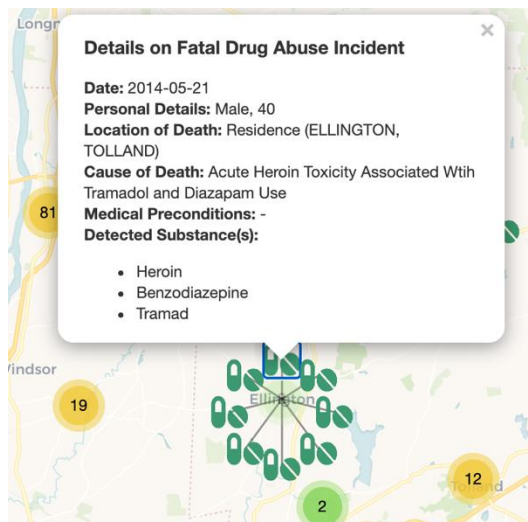 Longr
×
Details on Fatal Drug Abuse Incident
Date: 2014-05-21
Personal Details: Male, 40
Location of Death: Residence (ELLINGTON,
TOLLAND)
Cause of Death: Acute Heroin Toxicity Associated Wtih
Tramadol and Diazapam Use
Medical Preconditions: -
Detected Substance(s):
• Heroin
• Benzodiazepine
• Tramad
81
Windsor
19
Ellington
12
Tolland
2